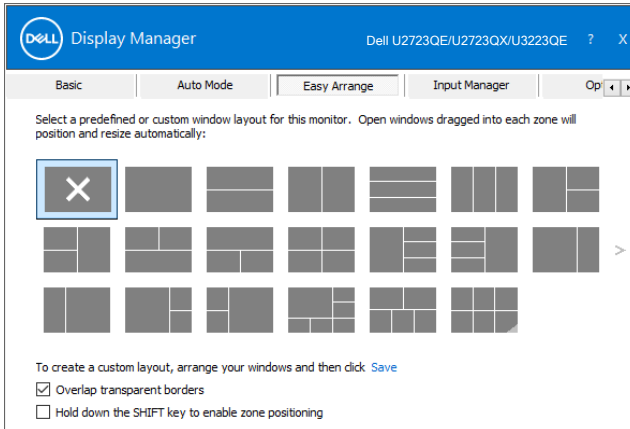 DELL Display Manager
Dell U2723QE/U2723QX/U3223QE ? X
Basic Auto Mode Easy Arrange Input Manager
Select a predefined or custom window layout for this monitor. Open windows dragged into each zone will
position and resize automatically:
To create a custom layout, arrange your windows and then click Save
Overlap transparent borders
Hold down the SHIFT key to enable zone positioning